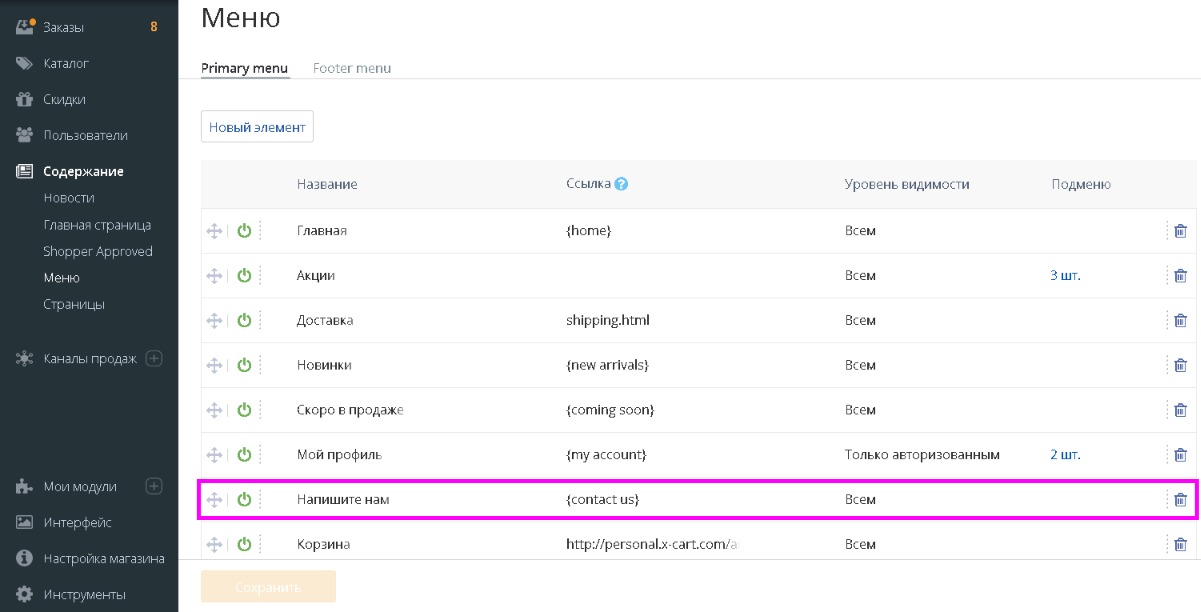 Заказы 8
Каталог
Скидки
Пользователи
Содержание
Новости
Главная страница
Shopper Approved
Меню
Страницы
Каналы продаж
Мои модули
Интерфейс
Настройка магазина
Инструменты
Меню
Primary menu Footer menu
Новый элемент
Название Ссылка ? Уровень видимости Подменю
Главная {home} Всем
Акции Всем 3 шт.
Доставка shipping.html Всем
Новинки {new arrivals} Всем
Скоро в продаже {coming soon} Всем
Мой профиль {my account} Только авторизованным 2 шт.
Напишите нам {contact us} Всем
Корзина http://personal.x-cart.com/a Всем
Сохранить